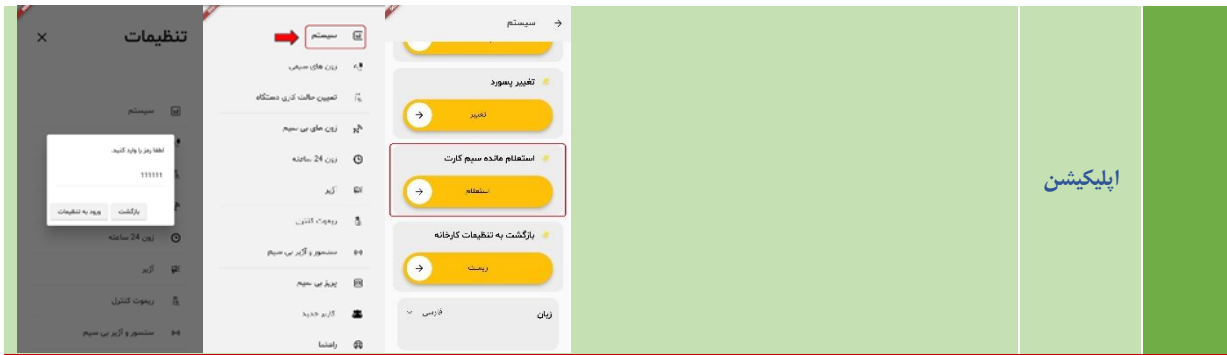 اپلیکیشن
سیستم
تغییر پسورد
تغییر
استعلام مانده سیم کارت
استعلام
بازگشت به تنظیمات کارخانه
ریست
زبان
فارسی
سیستم
زون های سیمی
تعیین حالت کاری دستگاه
زون های بی سیم
زون 24 ساعته
آژیر
ریموت کنترل
سنسور و آژیر بی سیم
پریز بی سیم
کاربر جدید
راهنما
تنظیمات
سیستم
لطفا رمز را وارد کنید.
111111
بازگشت
ورود به تنظیمات
زون 24 ساعته
آژیر
ریموت کنترل
سنسور و آژیر بی سیم